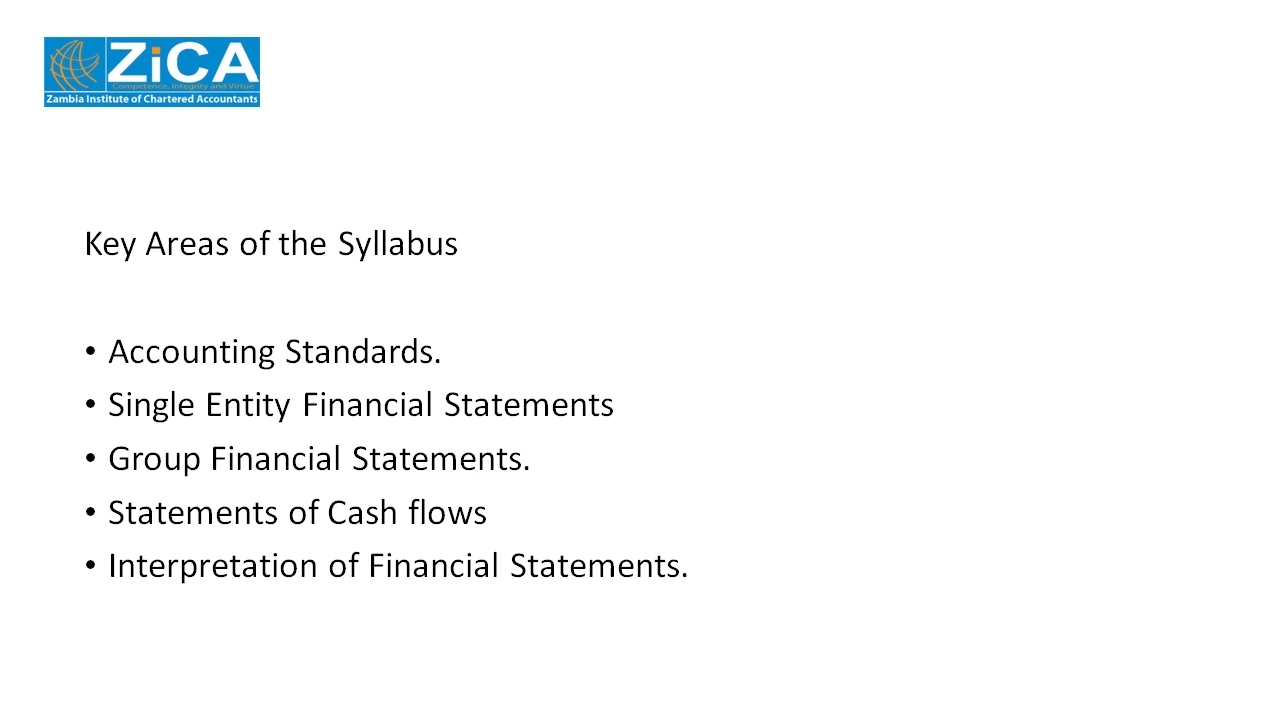 ZiCA
Competence, Integrity and Virtue
Zambia Institute of Chartered Accountants
Key Areas of the Syllabus
• Accounting Standards.
• Single Entity Financial Statements
• Group Financial Statements.
• Statements of Cash flows
• Interpretation of Financial Statements.